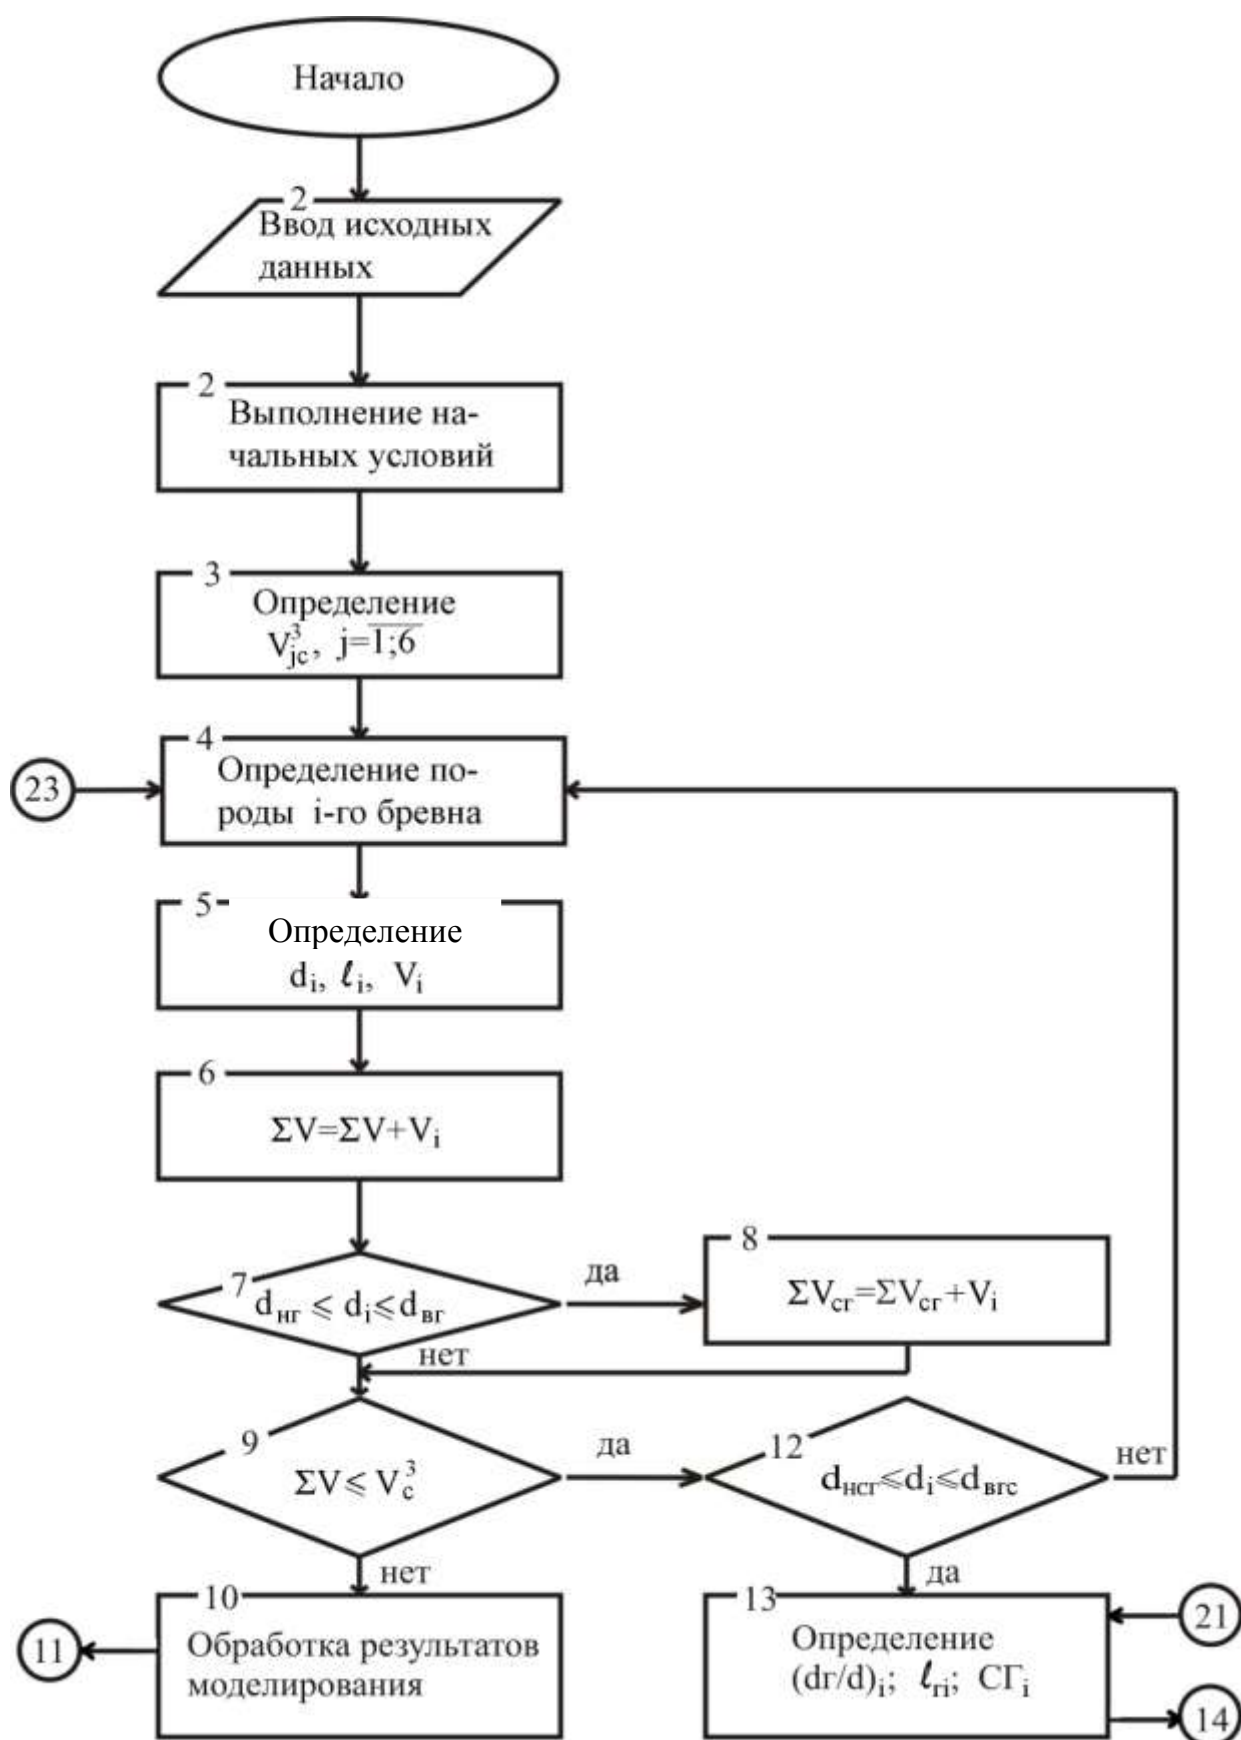 Начало
2
Ввод исходных
данных
2
Выполнение на-
чальных условий
3
Определение
V³jc, j=1;6
4
Определение по-
роды i-го бревна
23
5
Определение
di, ℓi, Vi
6
ΣV=ΣV+Vi
7
dнг ⩽ di⩽dвг
да
нет
8
ΣVсг=ΣVсг+Vi
9
ΣV⩽Vc³
да
нет
12
dнсг⩽di⩽dвгс
нет
да
10
Обработка результатов
моделирования
11
13
Определение
(dг/d)i; ℓгi; СГi
21
14